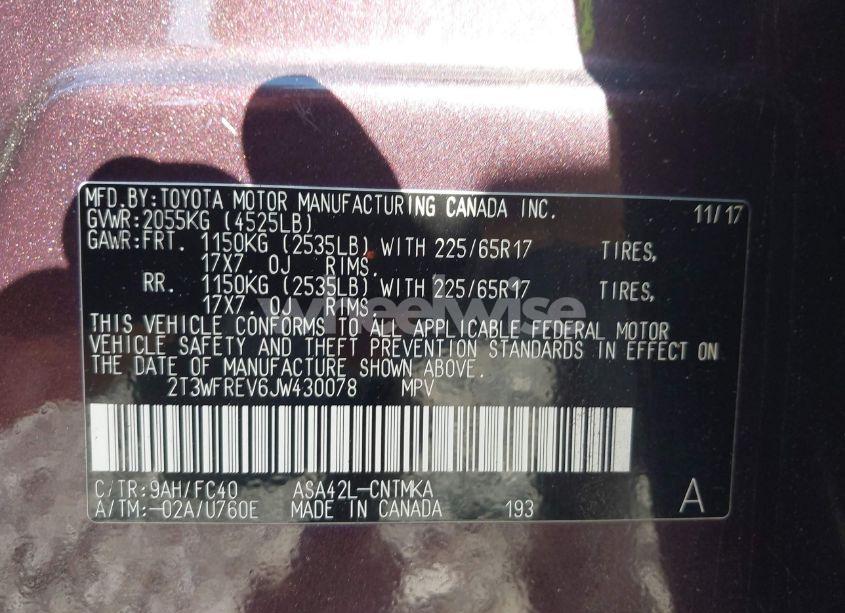 MFD.BY:TOYOTA MOTOR MANUFACTURING CANADA INC. 11/17
GVWR:2055KG (4525LB)
GAWR:FRT. 1150KG (2535LB) WITH 225/65R17 TIRES,
17X7. 0J RIMS.
RR. 1150KG (2535LB) WITH 225/65R17 TIRES,
17X7. 0J RIMS.
wheelwise
THIS VEHICLE CONFORMS TO ALL APPLICABLE FEDERAL MOTOR
VEHICLE SAFETY AND THEFT PREVENTION STANDARDS IN EFFECT ON
THE DATE OF MANUFACTURE SHOWN ABOVE.
2T3WFREV6JW430078 MPV
C/TR:9AH/FC40 ASA42L-CNTMKA
A/TM:-02A/U760E MADE IN CANADA 193 A